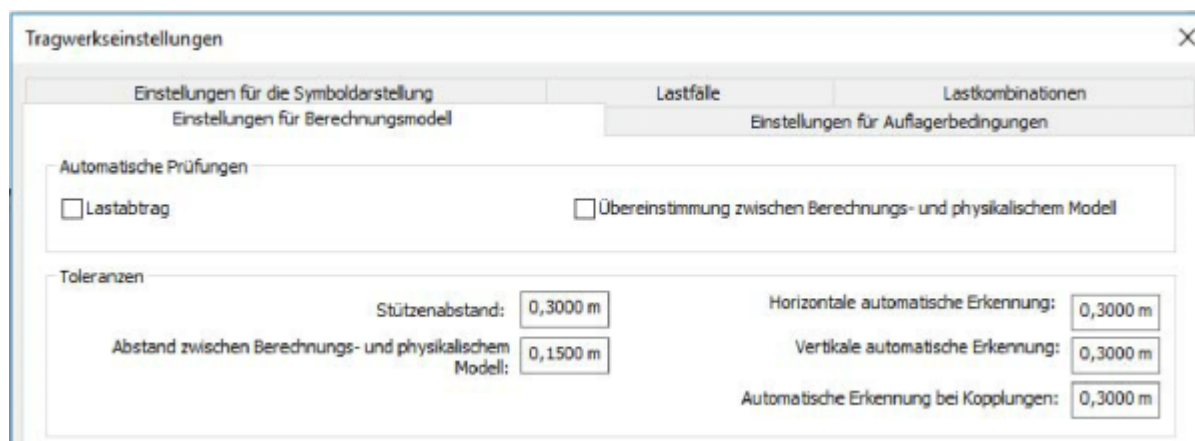 Tragwerkseinstellungen
Einstellungen für die Symboldarstellung
Lastfälle
Lastkombinationen
Einstellungen für Berechnungsmodell
Einstellungen für Auflagerbedingungen
Automatische Prüfungen
Lastabtrag
Übereinstimmung zwischen Berechnungs- und physikalischem Modell
Toleranzen
Stützenabstand: 0,3000 m
Abstand zwischen Berechnungs- und physikalischem
Modell: 0,1500 m
Horizontale automatische Erkennung: 0,3000 m
Vertikale automatische Erkennung: 0,3000 m
Automatische Erkennung bei Kopplungen: 0,3000 m